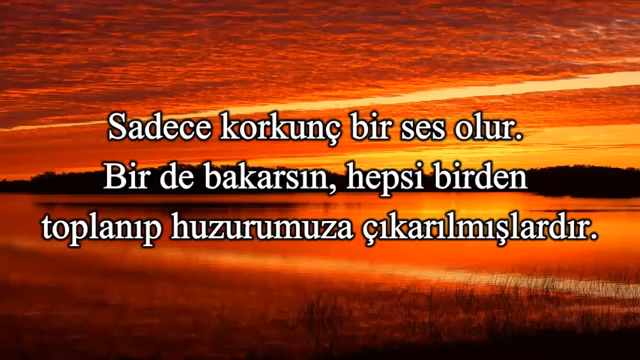 Sadece korkunç bir ses olur.
Bir de bakarsın, hepsi birden
toplanıp huzurumuza çıkarılmışlardır.